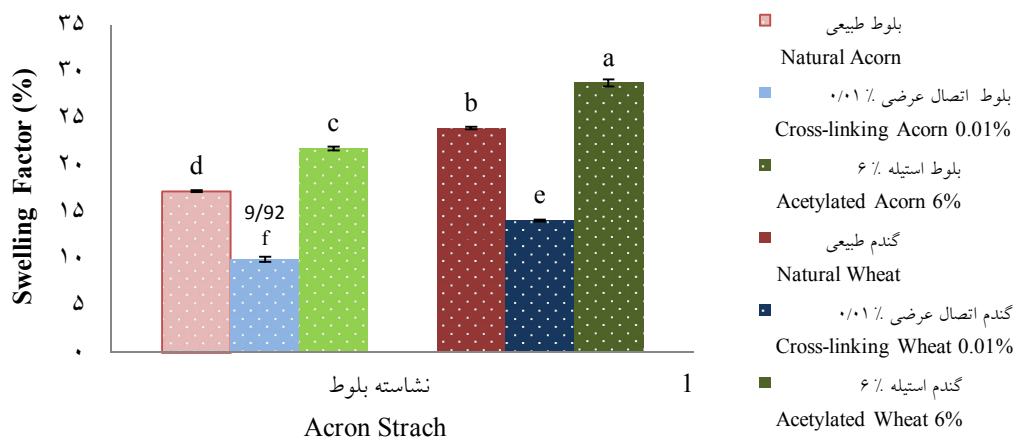 Swelling Factor (%)
۳۵
۳۰
۲۵
۲۰
۱۵
۱۰
۵
۰
d
9/92
f
c
b
e
a
نشاسته بلوط
1
Acron Strach
بلوط طبیعی
Natural Acorn
بلوط اتصال عرضی ٪ ۰/۰۱
Cross-linking Acorn 0.01%
بلوط استیله ٪ ۶
Acetylated Acorn 6%
گندم طبیعی
Natural Wheat
گندم اتصال عرضی ٪ ۰/۰۱
Cross-linking Wheat 0.01%
گندم استیله ٪ ۶
Acetylated Wheat 6%